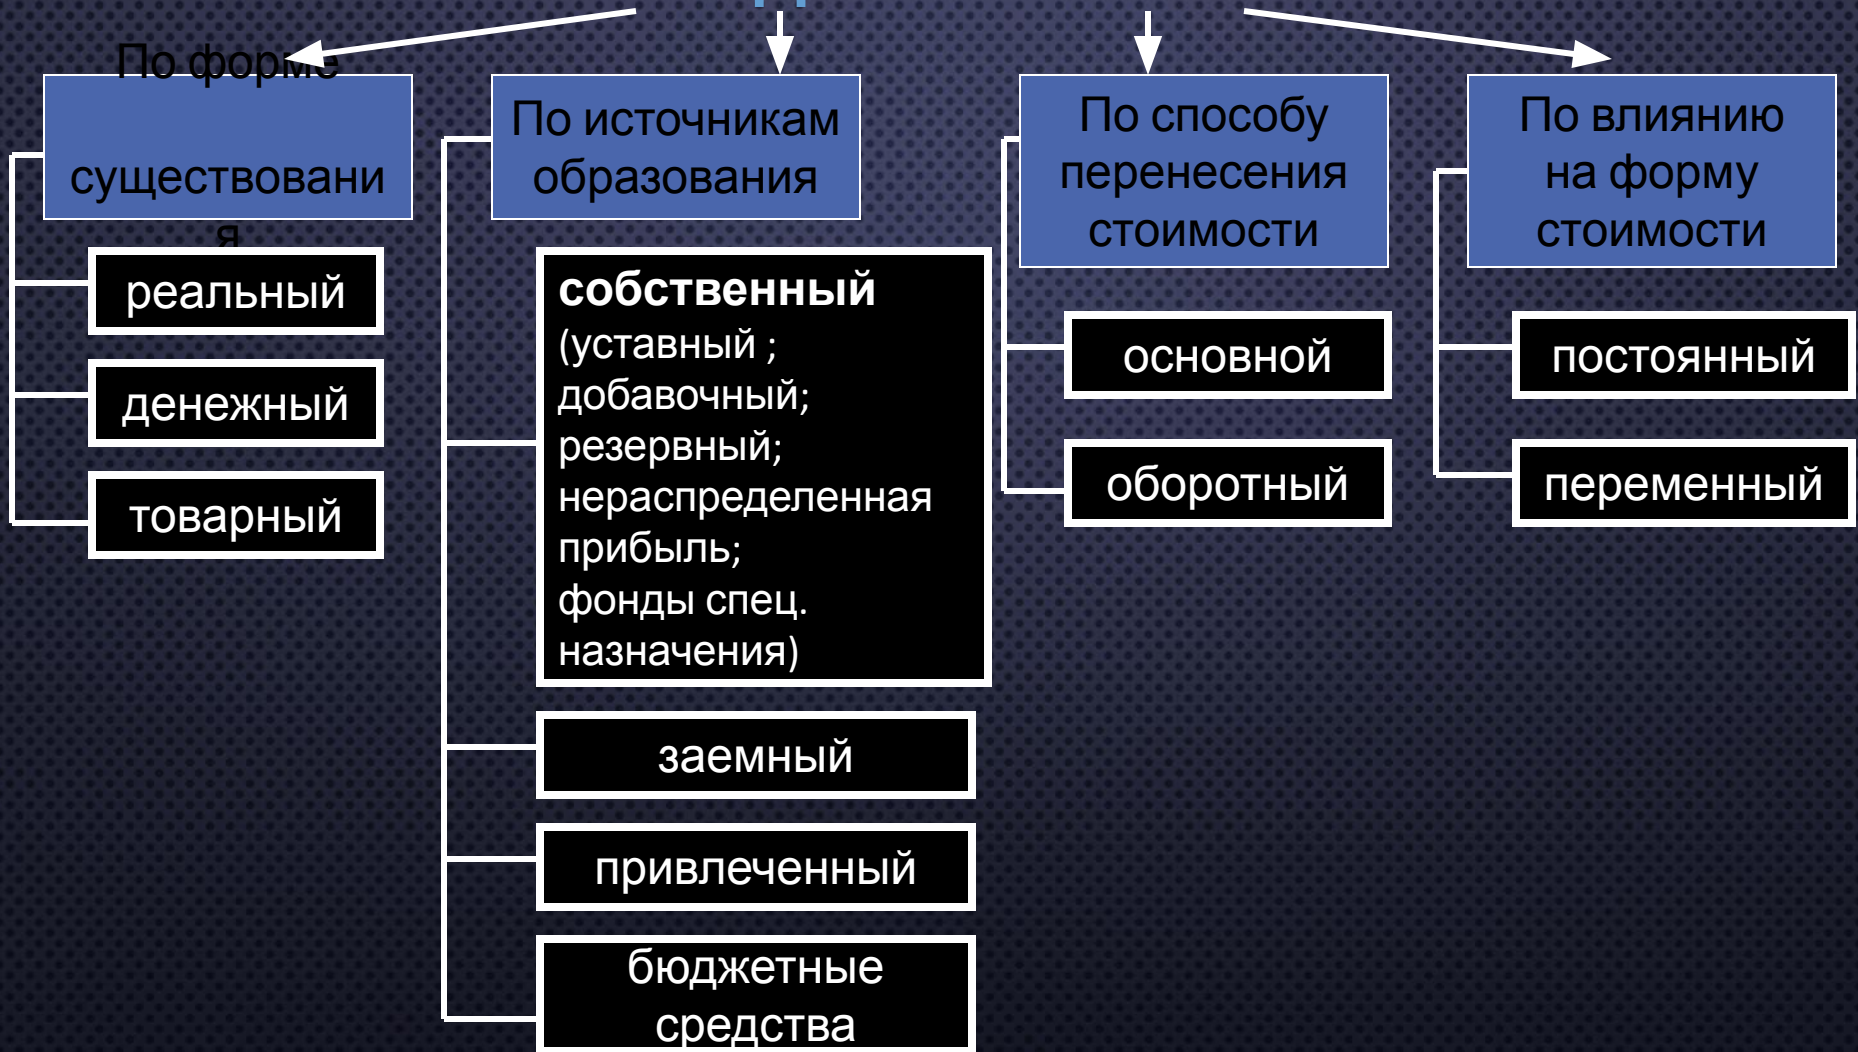 По форме
существовани
я
реальный
денежный
товарный
По источникам
образования
собственный
(уставный ;
добавочный;
резервный;
нераспределенная
прибыль;
фонды спец.
назначения)
заемный
привлеченный
бюджетные
средства
По способу
перенесения
стоимости
основной
оборотный
По влиянию
на форму
стоимости
постоянный
переменный